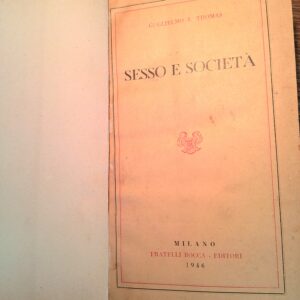 GUGLIELMO I. THOMAS
SESSO E SOCIETÀ
MILANO
FRATELLI BOCCA - EDITORI
1946